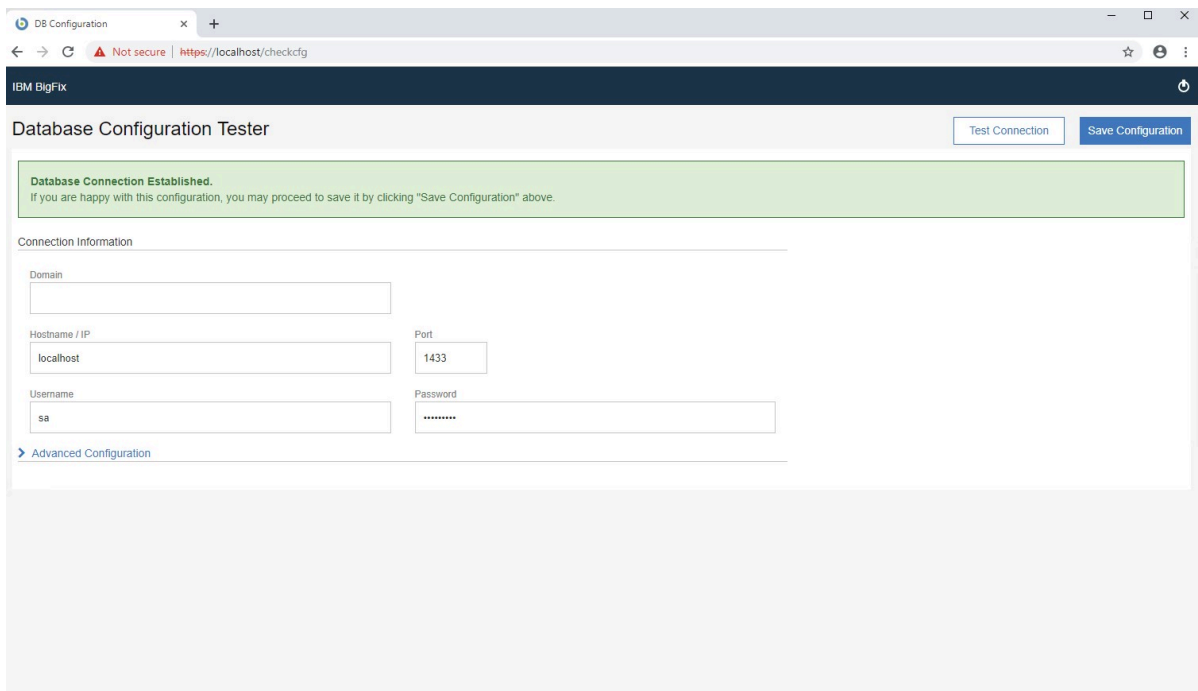 DB Configuration
Not secure | https://localhost/checkcfg
IBM BigFix
Database Configuration Tester
Test Connection
Save Configuration
Database Connection Established.
If you are happy with this configuration, you may proceed to save it by clicking "Save Configuration" above.
Connection Information
Domain
Hostname / IP
Port
localhost
1433
Username
Password
sa
•••••••••
Advanced Configuration